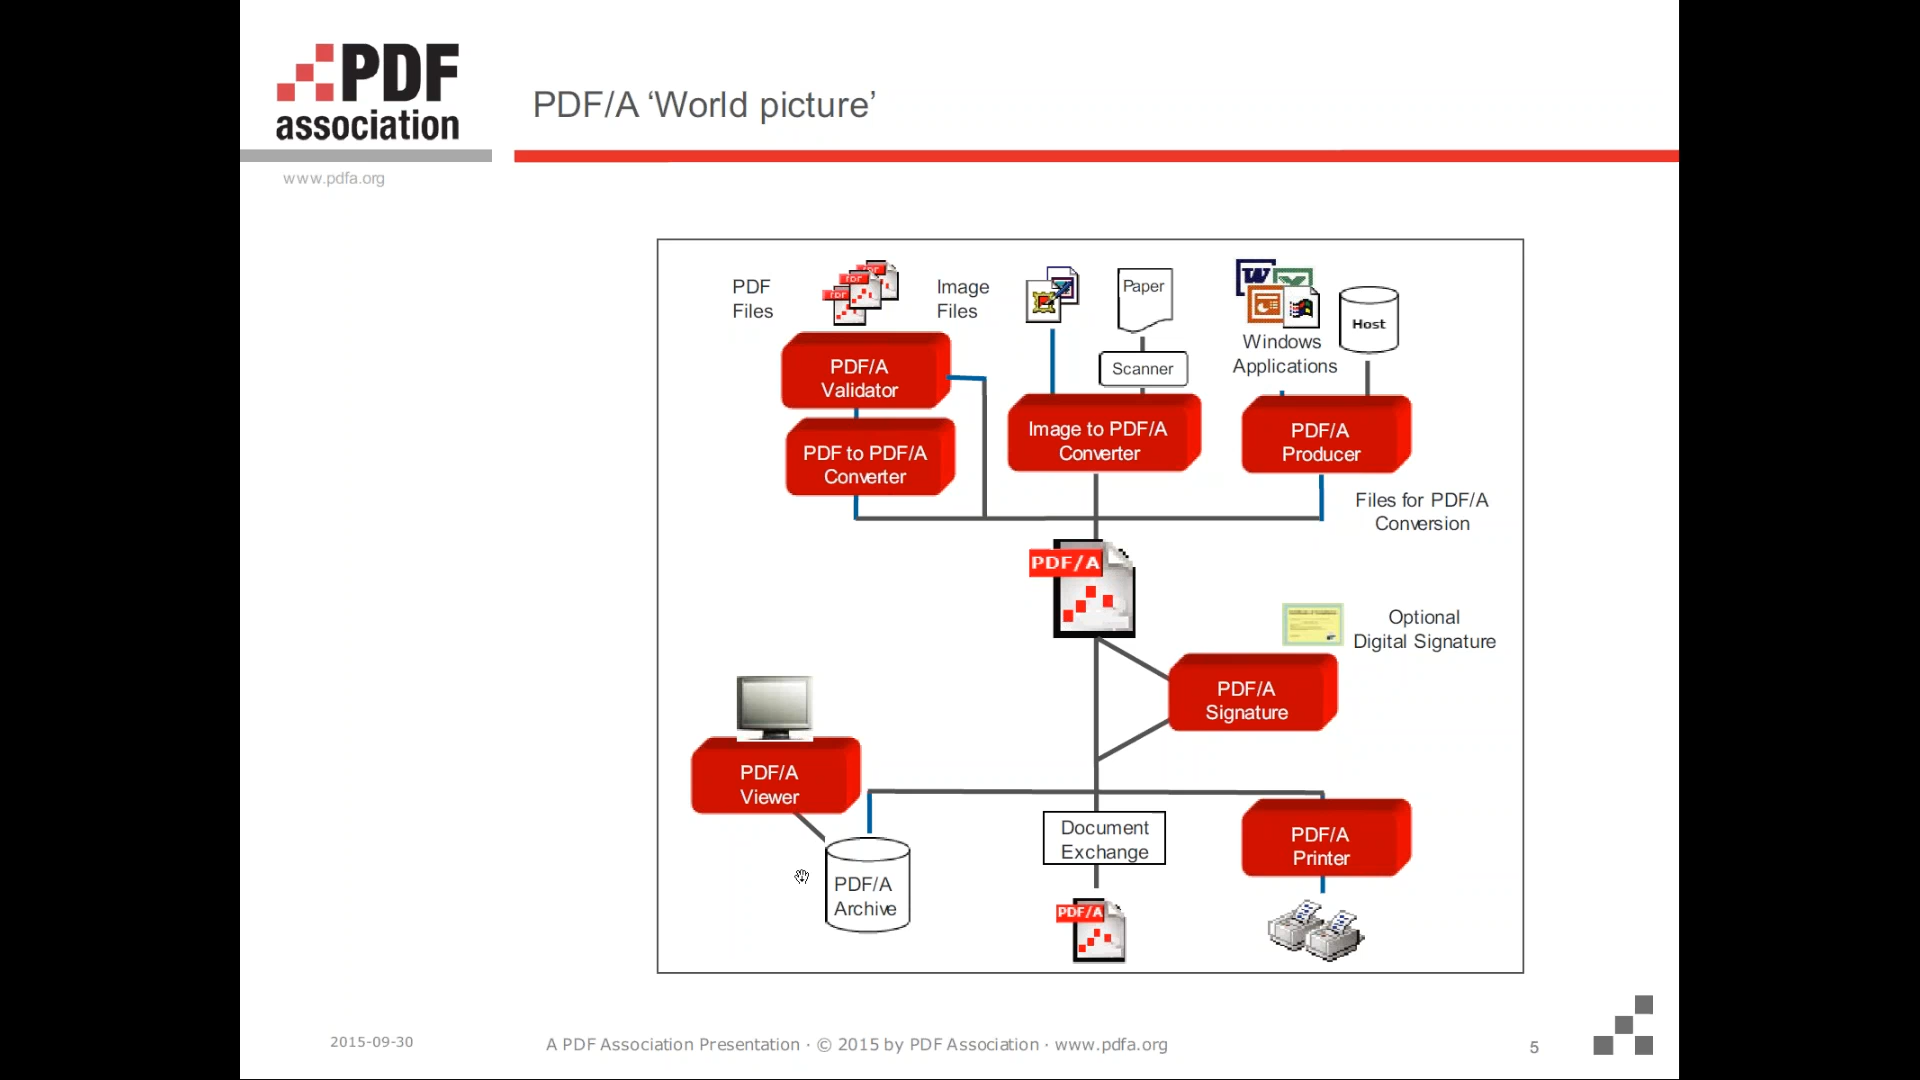 PDF
association
PDF/A ‘World picture’
www.pdfa.org
PDF
Files
PDF
PDF
PDF
Image
Files
Paper
Scanner
W
Windows
Applications
Host
PDF/A
Validator
PDF to PDF/A
Converter
Image to PDF/A
Converter
PDF/A
Producer
Files for PDF/A
Conversion
PDF/A
Optional
Digital Signature
PDF/A
Signature
PDF/A
Viewer
PDF/A
Archive
Document
Exchange
PDF/A
PDF/A
Printer
2015-09-30
A PDF Association Presentation · © 2015 by PDF Association · www.pdfa.org
5